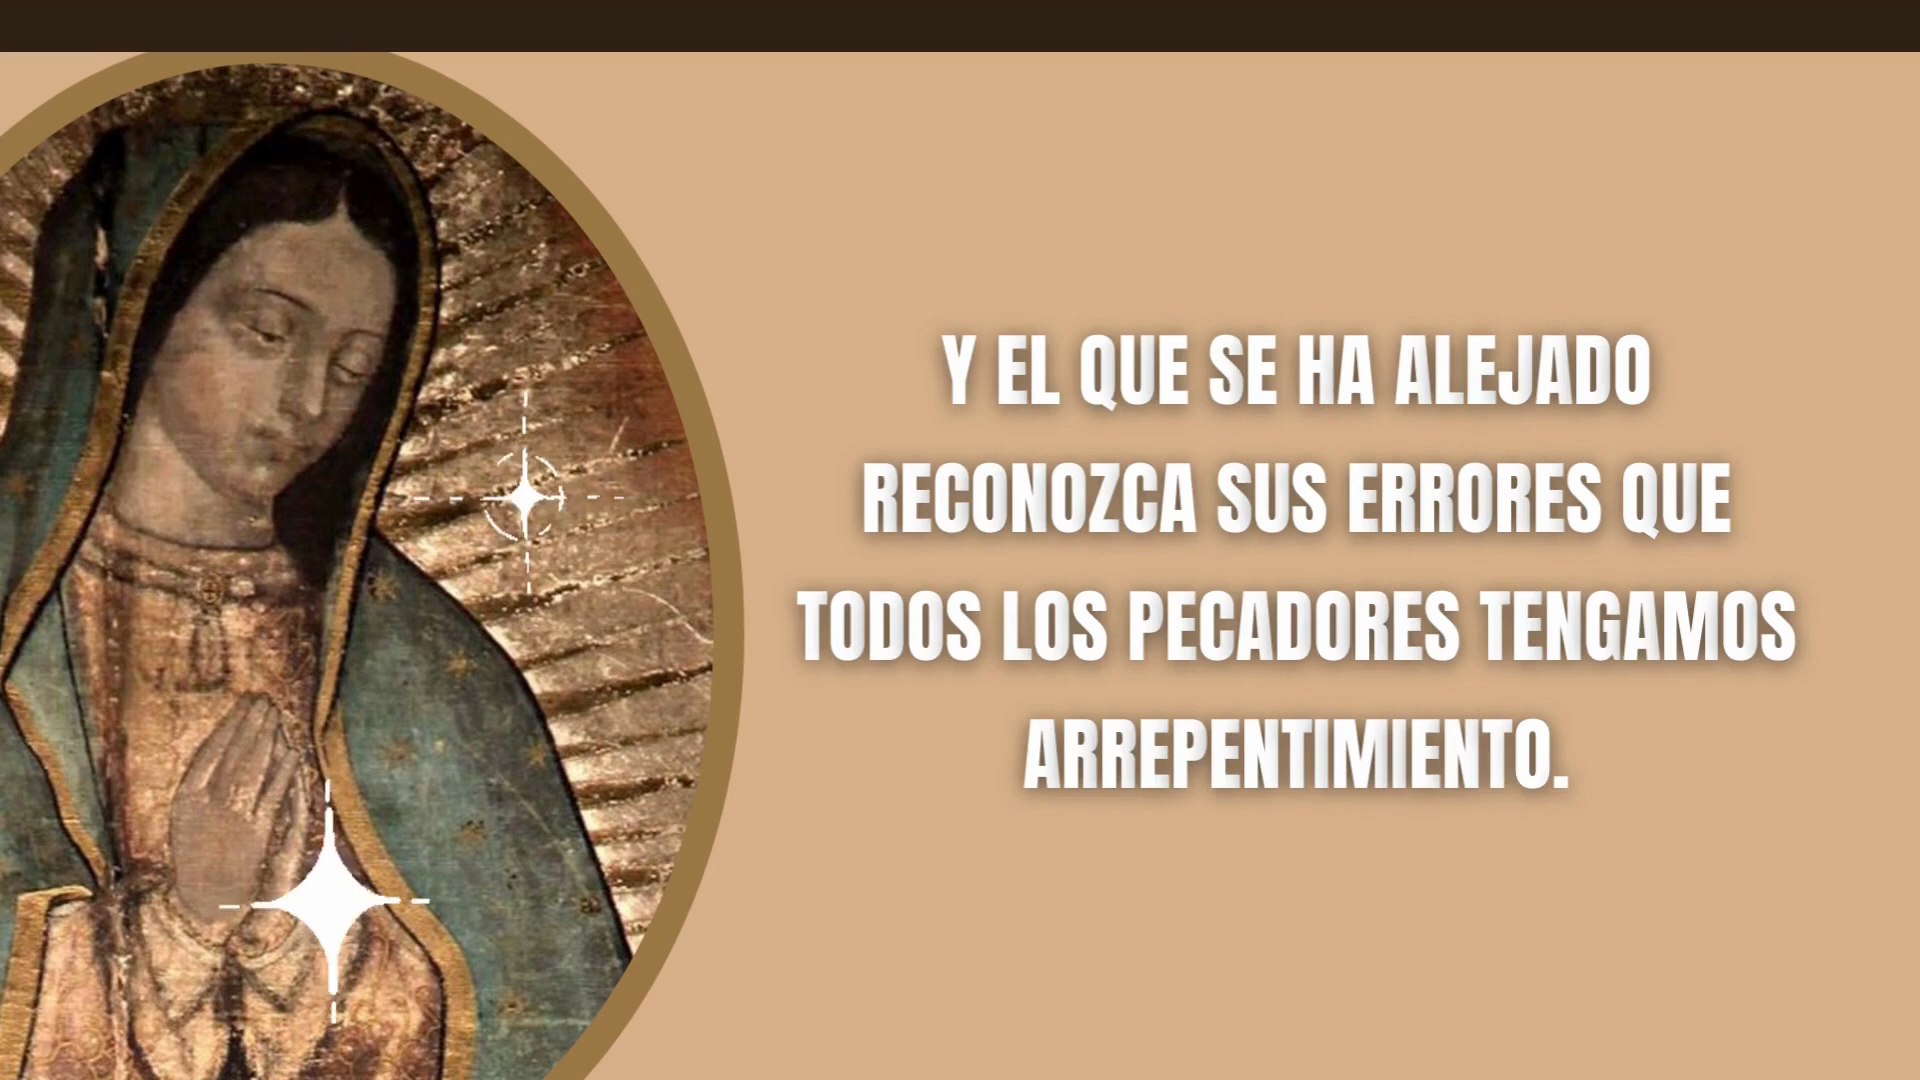 Y EL QUE SE HA ALEJADO
RECONOZCA SUS ERRORES QUE
TODOS LOS PECADORES TENGAMOS
ARREPENTIMIENTO.